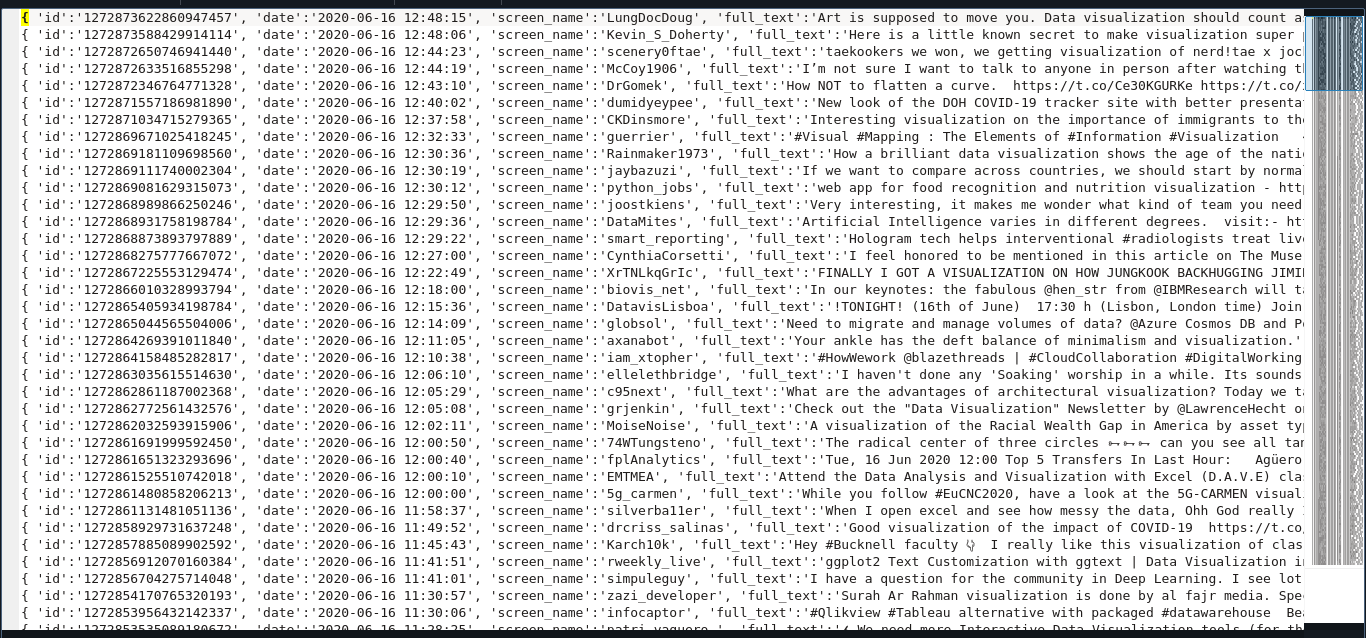 { 'id':'1272873622860947457', 'date':'2020-06-16 12:48:15', 'screen_name':'LungDocDoug', 'full_text':'Art is supposed to move you. Data visualization should count a
{ 'id':'1272873588429914114', 'date':'2020-06-16 12:48:06', 'screen_name':'Kevin_S_Doherty', 'full_text':'Here is a little known secret to make visualization super
{ 'id':'1272872650746941440', 'date':'2020-06-16 12:44:23', 'screen_name':'scenery0ftae', 'full_text':'taekookers we won, we getting visualization of nerd!tae x joc
{ 'id':'1272872633516855298', 'date':'2020-06-16 12:44:19', 'screen_name':'McCoy1906', 'full_text':'I’m not sure I want to talk to anyone in person after watching t
{ 'id':'1272872346764771328', 'date':'2020-06-16 12:43:10', 'screen_name':'DrGomek', 'full_text':'How NOT to flatten a curve.  https://t.co/Ce30KGURKe https://t.co/
{ 'id':'1272871557186981890', 'date':'2020-06-16 12:40:02', 'screen_name':'dumidyeypee', 'full_text':'New look of the DOH COVID-19 tracker site with better presenta
{ 'id':'1272871034715279365', 'date':'2020-06-16 12:37:58', 'screen_name':'CKDinsmore', 'full_text':'Interesting visualization on the importance of immigrants to the
{ 'id':'1272869671025418245', 'date':'2020-06-16 12:32:33', 'screen_name':'guerrier', 'full_text':'#Visual #Mapping : The Elements of #Information #Visualization
{ 'id':'1272869181109698560', 'date':'2020-06-16 12:30:36', 'screen_name':'Rainmaker1973', 'full_text':'How a brilliant data visualization shows the age of the nati
{ 'id':'1272869111740002304', 'date':'2020-06-16 12:30:19', 'screen_name':'jaybazuzi', 'full_text':'If we want to compare across countries, we should start by norma
{ 'id':'1272869081629315073', 'date':'2020-06-16 12:30:12', 'screen_name':'python_jobs', 'full_text':'web app for food recognition and nutrition visualization - htt
{ 'id':'1272868989866250246', 'date':'2020-06-16 12:29:50', 'screen_name':'joostkiens', 'full_text':'Very interesting, it makes me wonder what kind of team you need
{ 'id':'1272868931758198784', 'date':'2020-06-16 12:29:36', 'screen_name':'DataMites', 'full_text':'Artificial Intelligence varies in different degrees.  visit:- ht
{ 'id':'1272868873893797889', 'date':'2020-06-16 12:29:22', 'screen_name':'smart_reporting', 'full_text':'Hologram tech helps interventional #radiologists treat liv
{ 'id':'1272868275777667072', 'date':'2020-06-16 12:27:00', 'screen_name':'CynthiaCorsetti', 'full_text':'I feel honored to be mentioned in this article on The Muse
{ 'id':'1272867225553129474', 'date':'2020-06-16 12:22:49', 'screen_name':'XrTNLkqGrIc', 'full_text':'FINALLY I GOT A VISUALIZATION ON HOW JUNGKOOK BACKHUGGING JIMI
{ 'id':'1272866010328993794', 'date':'2020-06-16 12:18:00', 'screen_name':'biovis_net', 'full_text':'In our keynotes: the fabulous @hen_str from @IBMResearch will t
{ 'id':'1272865405934198784', 'date':'2020-06-16 12:15:36', 'screen_name':'DatavisLisboa', 'full_text':'!TONIGHT! (16th of June)  17:30 h (Lisbon, London time) Join
{ 'id':'1272865044565504006', 'date':'2020-06-16 12:14:09', 'screen_name':'globsol', 'full_text':'Need to migrate and manage volumes of data? @Azure Cosmos DB and P
{ 'id':'1272864269391011840', 'date':'2020-06-16 12:11:05', 'screen_name':'axanabot', 'full_text':'Your ankle has the deft balance of minimalism and visualization.'
{ 'id':'1272864158485282817', 'date':'2020-06-16 12:10:38', 'screen_name':'iam_xtopher', 'full_text':'#HowWework @blazethreads | #CloudCollaboration #DigitalWorking
{ 'id':'1272863035615514630', 'date':'2020-06-16 12:06:10', 'screen_name':'ellelethbridge', 'full_text':'I haven't done any 'Soaking' worship in a while. Its sounds
{ 'id':'1272862861187002368', 'date':'2020-06-16 12:05:29', 'screen_name':'c95next', 'full_text':'What are the advantages of architectural visualization? Today we t
{ 'id':'1272862772561432576', 'date':'2020-06-16 12:05:08', 'screen_name':'grjenkin', 'full_text':'Check out the "Data Visualization" Newsletter by @LawrenceHecht o
{ 'id':'1272862032593915906', 'date':'2020-06-16 12:02:11', 'screen_name':'MoiseNoise', 'full_text':'A visualization of the Racial Wealth Gap in America by asset ty
{ 'id':'1272861691999592450', 'date':'2020-06-16 12:00:50', 'screen_name':'74WTungsteno', 'full_text':'The radical center of three circles can you see all tan
{ 'id':'1272861651323293696', 'date':'2020-06-16 12:00:40', 'screen_name':'fplAnalytics', 'full_text':'Tue, 16 Jun 2020 12:00 Top 5 Transfers In Last Hour:   Agüero
{ 'id':'1272861525510742018', 'date':'2020-06-16 12:00:10', 'screen_name':'EMTMEA', 'full_text':'Attend the Data Analysis and Visualization with Excel (D.A.V.E) cla
{ 'id':'1272861480858206213', 'date':'2020-06-16 12:00:00', 'screen_name':'5g_carmen', 'full_text':'While you follow #EuCNC2020, have a look at the 5G-CARMEN visual
{ 'id':'1272861131481051136', 'date':'2020-06-16 11:58:37', 'screen_name':'silverba11er', 'full_text':'When I open excel and see how messy the data, Ohh God really
{ 'id':'1272858929731637248', 'date':'2020-06-16 11:49:52', 'screen_name':'drcriss_salinas', 'full_text':'Good visualization of the impact of COVID-19  https://t.co
{ 'id':'1272857885089902592', 'date':'2020-06-16 11:45:43', 'screen_name':'Karch10k', 'full_text':'Hey #Bucknell faculty 👇  I really like this visualization of clas
{ 'id':'1272856912070160384', 'date':'2020-06-16 11:41:51', 'screen_name':'rweekly_live', 'full_text':'ggplot2 Text Customization with ggtext | Data Visualization i
{ 'id':'1272856704275714048', 'date':'2020-06-16 11:41:01', 'screen_name':'simpuleguy', 'full_text':'I have a question for the community in Deep Learning. I see lot
{ 'id':'1272854170765320193', 'date':'2020-06-16 11:30:57', 'screen_name':'zazi_developer', 'full_text':'Surah Ar Rahman visualization is done by al fajr media. Spe
{ 'id':'1272853956432142337', 'date':'2020-06-16 11:30:06', 'screen_name':'infocaptor', 'full_text':'#Qlikview #Tableau alternative with packaged #datawarehouse  Be
{ 'id':'1272853535089180672', 'date':'2020-06-16 11:28:25', 'screen_name':'patri_vaquero', 'full_text':' We need more Interactive Data Visualization tools (for th